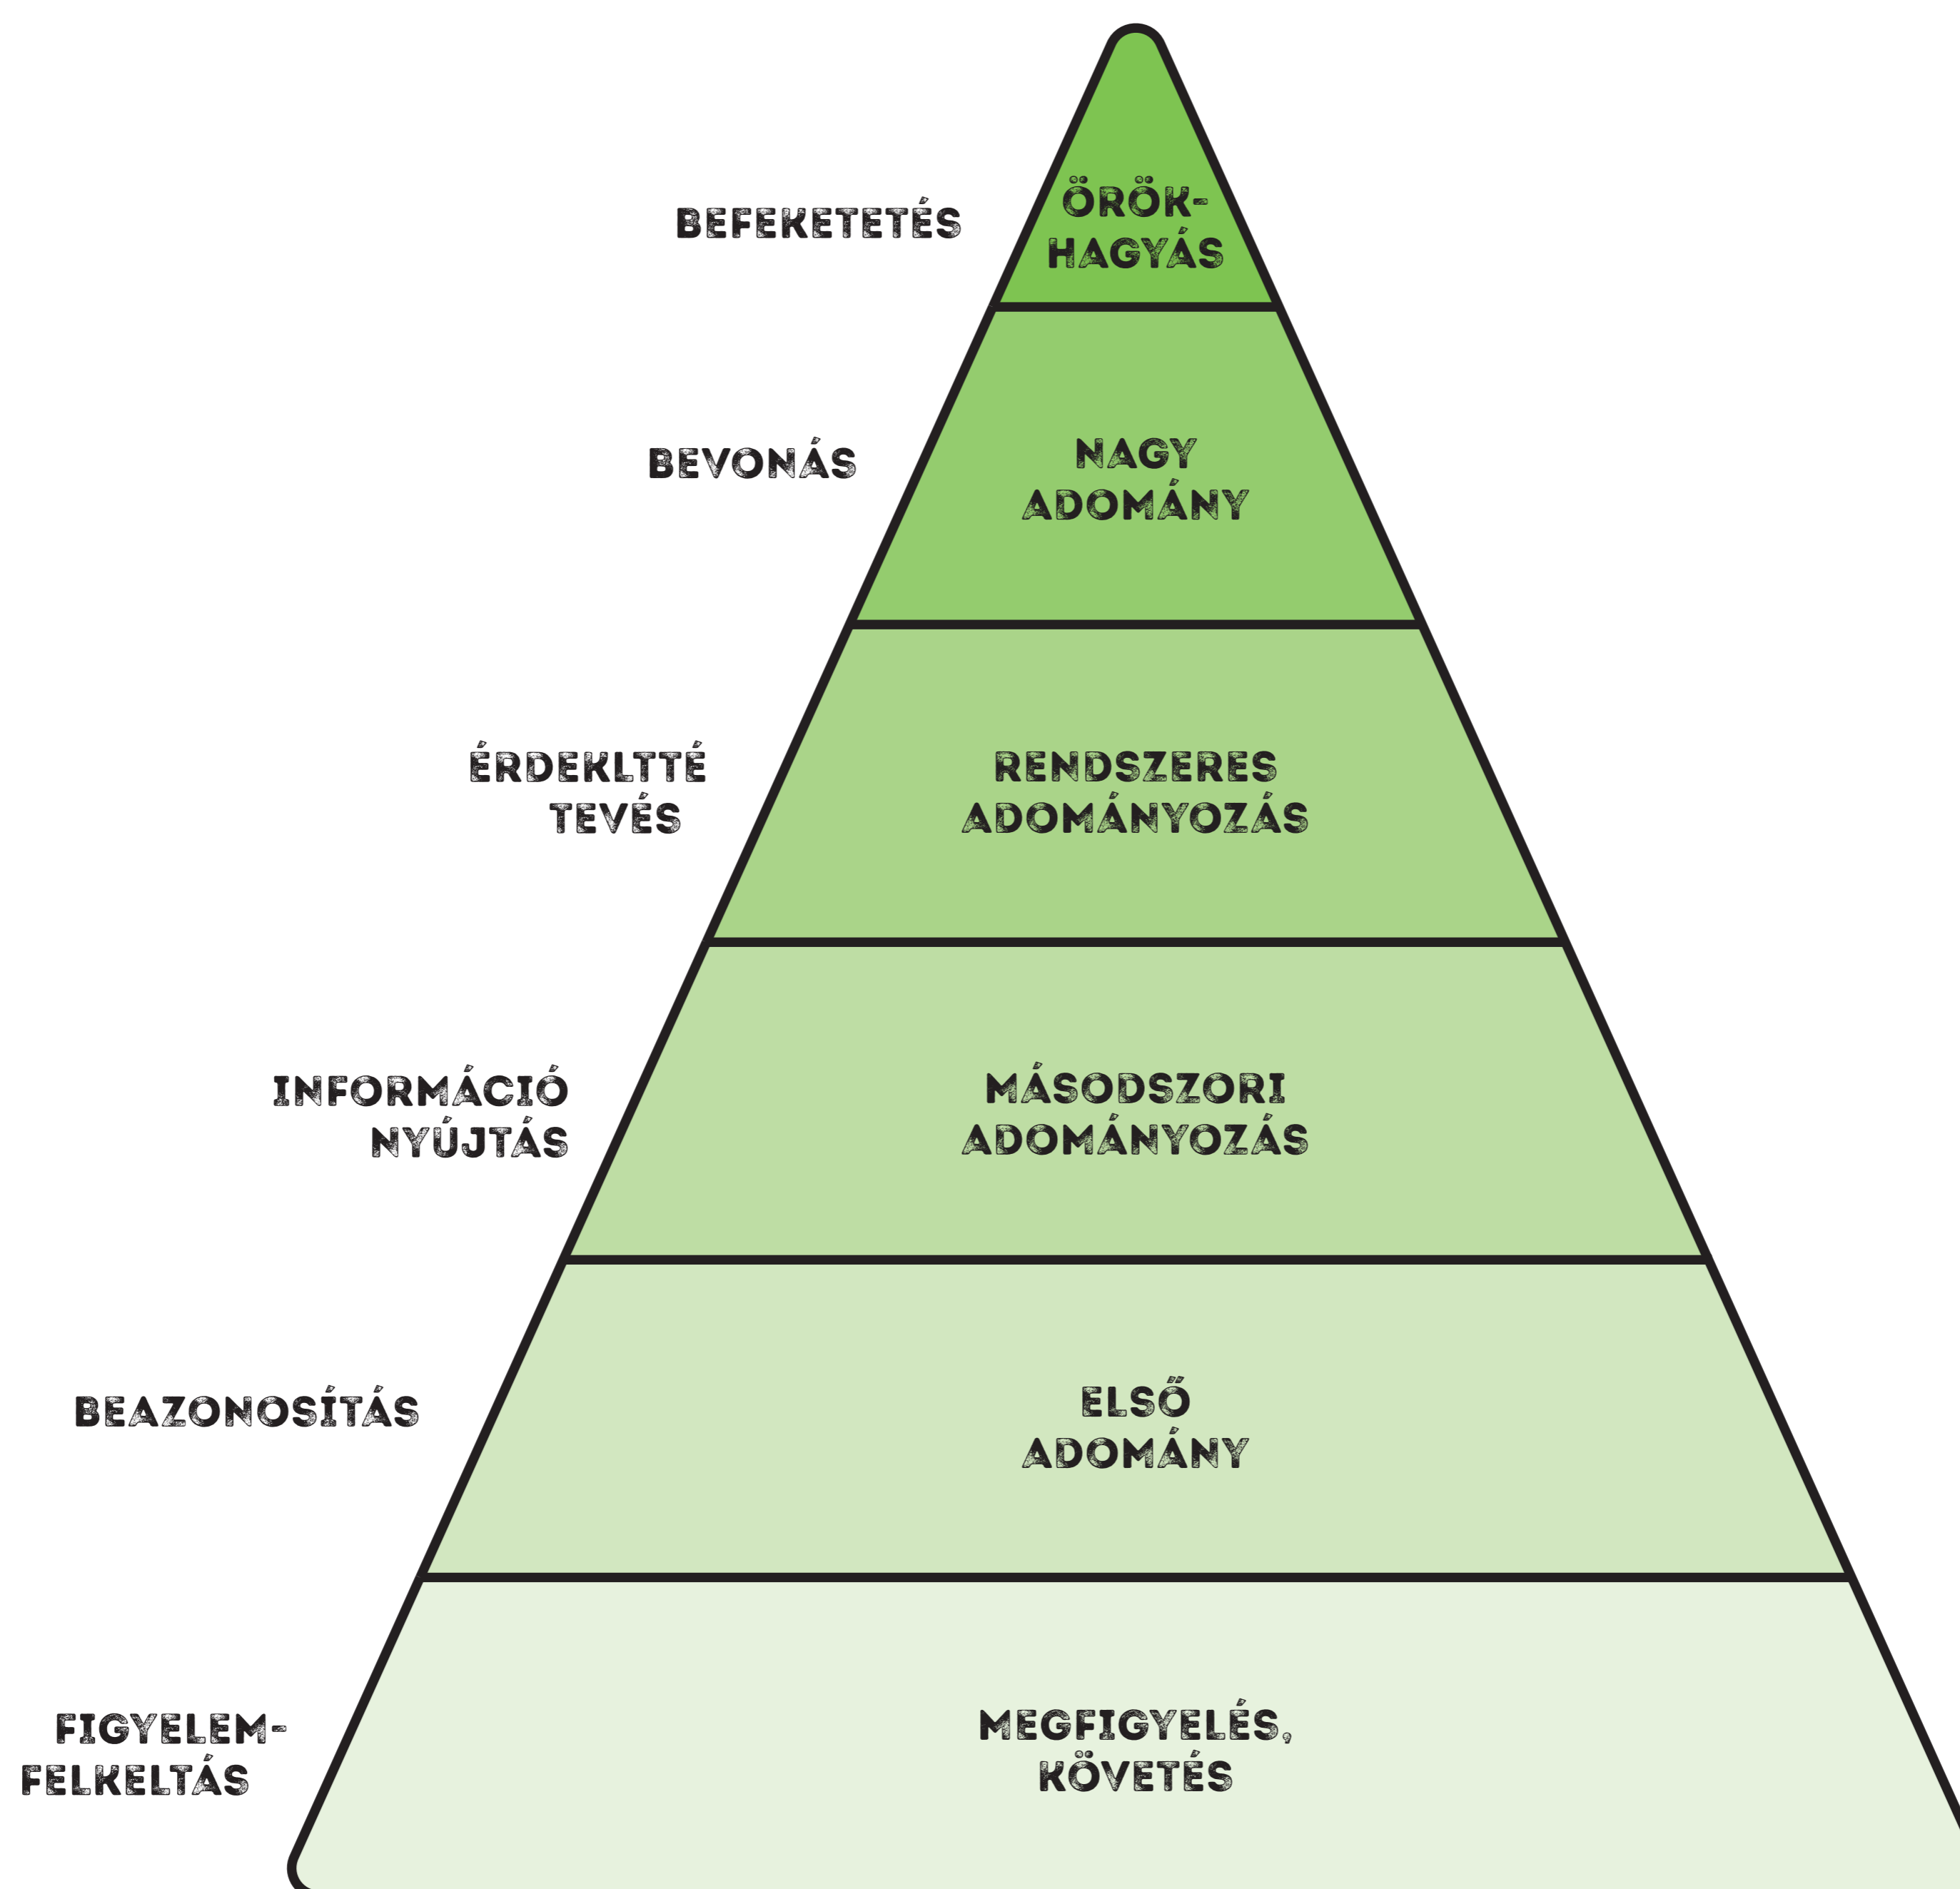 BEFEKETETÉS
ÖRÖK-
HAGYÁS
BEVONÁS
NAGY
ADOMÁNY
ÉRDEKLTTÉ
TEVÉS
RENDSZERES
ADOMÁNYOZÁS
INFORMÁCIÓ
NYÚJTÁS
MÁSODSZORI
ADOMÁNYOZÁS
BEAZONOSÍTÁS
ELSŐ
ADOMÁNY
FIGYELEM-
FELKELTÁS
MEGFIGYELÉS,
KÖVETÉS